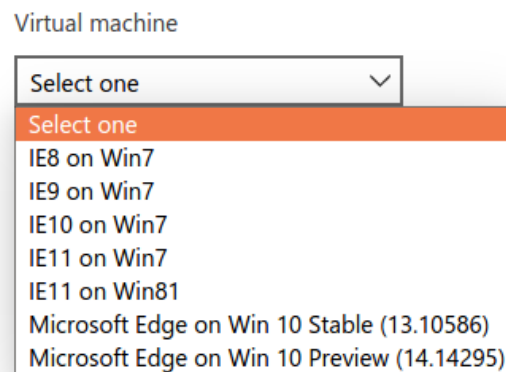 Virtual machine
Select one
Select one
IE8 on Win7
IE9 on Win7
IE10 on Win7
IE11 on Win7
IE11 on Win81
Microsoft Edge on Win 10 Stable (13.10586)
Microsoft Edge on Win 10 Preview (14.14295)